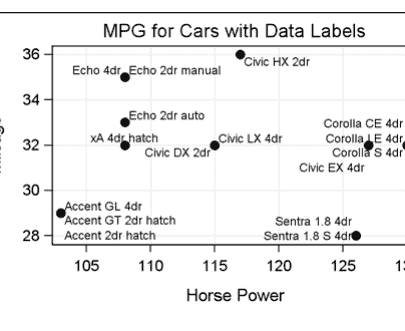 MPG for Cars with Data Labels
36
Civic HX 2dr
Echo 4dr
Echo 2dr manual
34
Echo 2dr auto
Corolla CE 4dr
xA 4dr hatch
Civic LX 4dr
Corolla LE 4dr
32
Civic DX 2dr
Corolla S 4dr
Civic EX 4dr
30
Accent GL 4dr
Accent GT 2dr hatch
Sentra 1.8 4dr
28
Accent 2dr hatch
Sentra 1.8 S 4dr
105 110 115 120 125
Horse Power